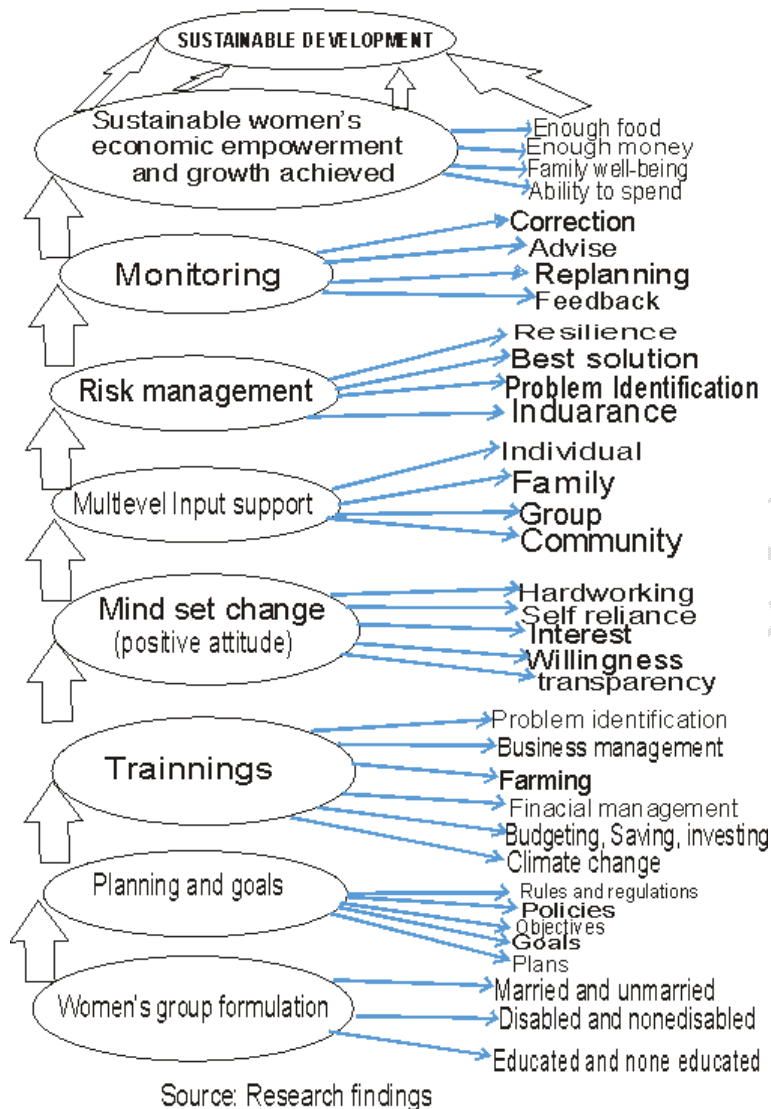 SUSTAINABLE DEVELOPMENT
Sustainable women's
economic empowerment
and growth achieved
Enough food
Enough money
Family well-being
Ability to spend
Monitoring
Correction
Advise
Replanning
Feedback
Risk management
Resilience
Best solution
Problem Identification
Induarance
Multlevel Input support
Individual
Family
Group
Community
Mind set change
(positive attitude)
Hardworking
Self reliance
Interest
Willingness
transparency
Trainnings
Problem identification
Business management
Farming
Finacial management
Budgeting, Saving, investing
Climate change
Planning and goals
Rules and regulations
Policies
Objectives
Goals
Plans
Women's group formulation
Married and unmarried
Disabled and nonedisabled
Educated and none educated
Source: Research findings